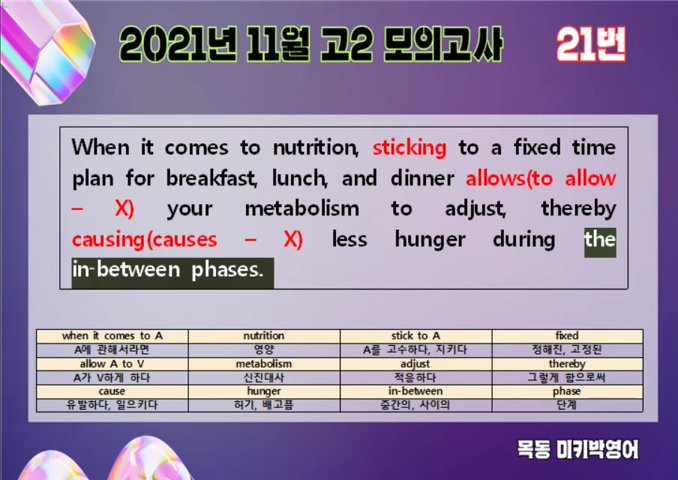 2021년 11월 고2 모의고사 21번
When it comes to nutrition, sticking to a fixed time
plan for breakfast, lunch, and dinner allows(to allow
– X) your metabolism to adjust, thereby
causing(causes – X) less hunger during the
in-between phases.
when it comes to A nutrition stick to A fixed
A에 관해서라면 영양 A를 고수하다, 지키다 정해진, 고정된
allow A to V metabolism adjust thereby
A가 V하게 하다 신진대사 적응하다 그렇게 함으로써
cause hunger in-between phase
유발하다, 일으키다 허기, 배고픔 중간의, 사이의 단계
목동 미키박영어